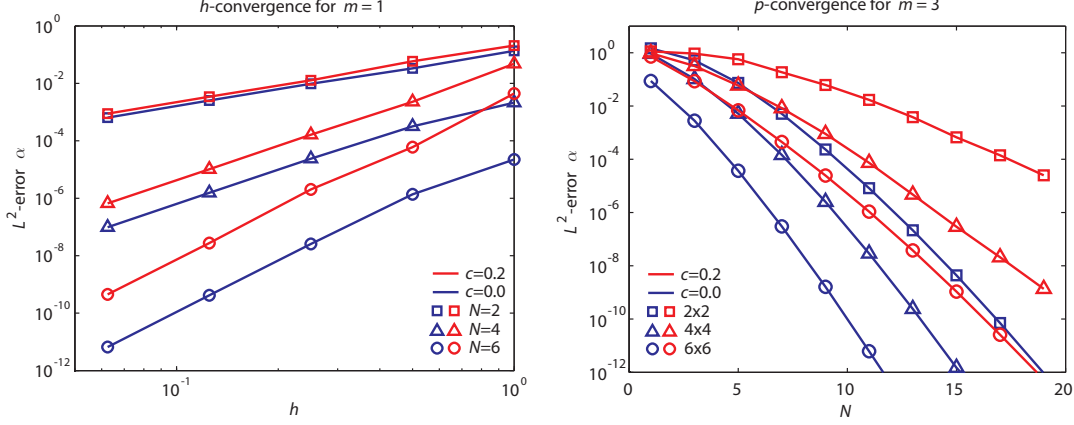 h-convergence for m = 1
10^0
10^-2
10^-4
10^-6
10^-8
10^-10
10^-12
L^2-error α
10^-1
10^0
h
c=0.2
c=0.0
N=2
N=4
N=6
p-convergence for m = 3
10^0
10^-2
10^-4
10^-6
10^-8
10^-10
10^-12
L^2-error α
0 5 10 15 20
N
c=0.2
c=0.0
2x2
4x4
6x6